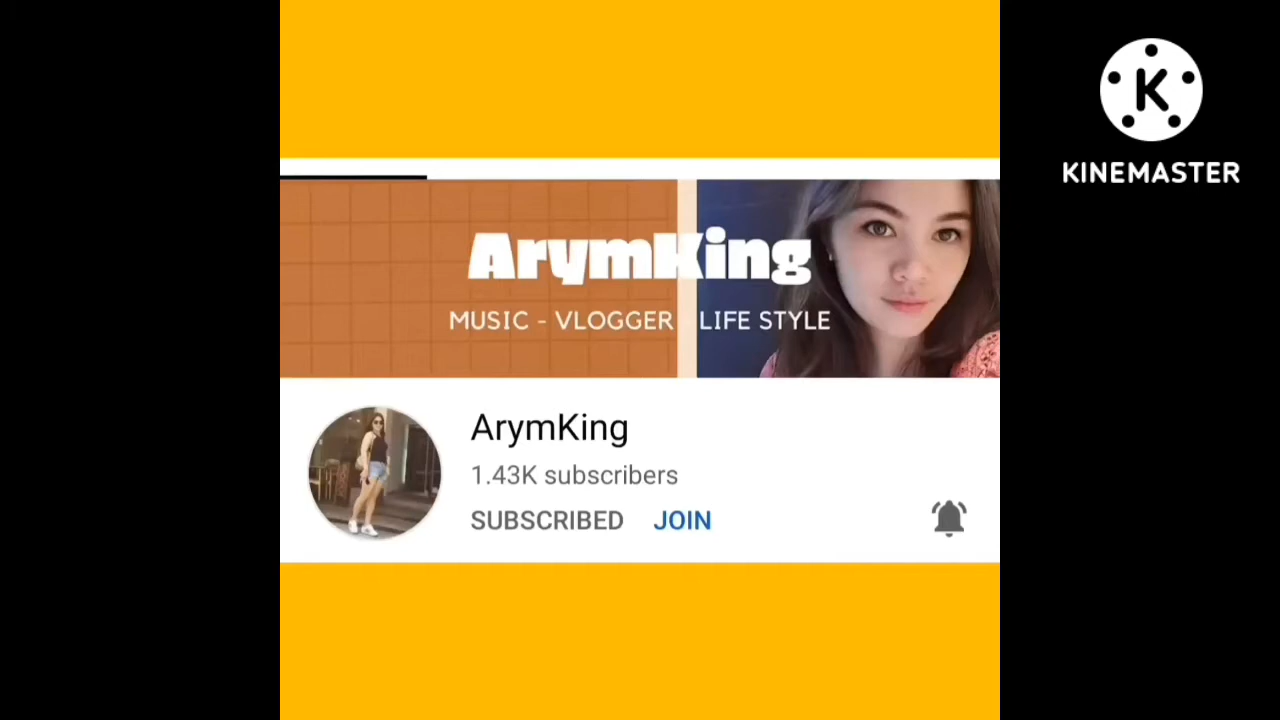 K
KINEMASTER
ArymKing
MUSIC - VLOGGER - LIFE STYLE
ArymKing
1.43K subscribers
SUBSCRIBED JOIN